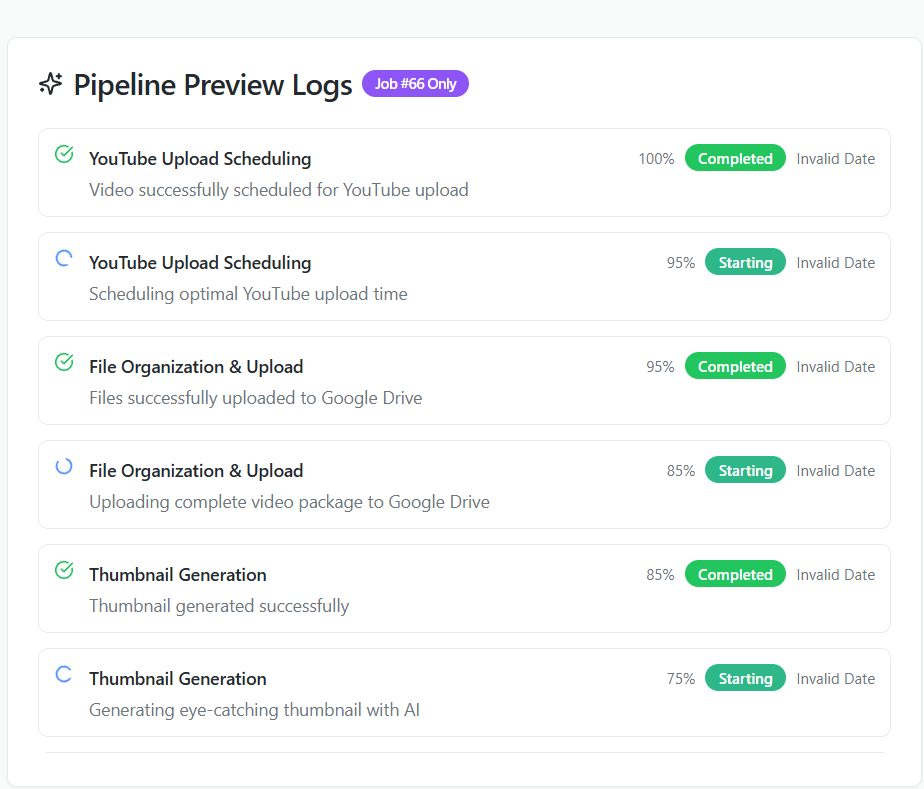 Pipeline Preview Logs Job #66 Only
YouTube Upload Scheduling 100% Completed Invalid Date
Video successfully scheduled for YouTube upload
YouTube Upload Scheduling 95% Starting Invalid Date
Scheduling optimal YouTube upload time
File Organization & Upload 95% Completed Invalid Date
Files successfully uploaded to Google Drive
File Organization & Upload 85% Starting Invalid Date
Uploading complete video package to Google Drive
Thumbnail Generation 85% Completed Invalid Date
Thumbnail generated successfully
Thumbnail Generation 75% Starting Invalid Date
Generating eye-catching thumbnail with AI